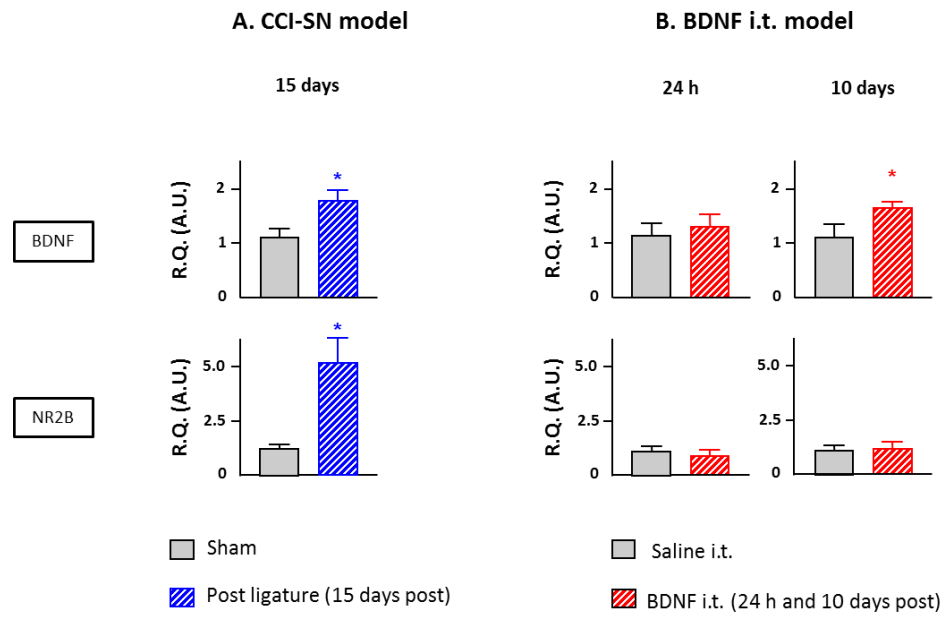 A. CCI-SN model
B. BDNF i.t. model
15 days
24 h
10 days
BDNF
R.Q. (A.U.)
2
1
0
*
R.Q. (A.U.)
2
1
0
2
1
0
*
NR2B
R.Q. (A.U.)
5.0
2.5
0
*
R.Q. (A.U.)
5.0
2.5
0
5.0
2.5
0
Sham
Post ligature (15 days post)
Saline i.t.
BDNF i.t. (24 h and 10 days post)